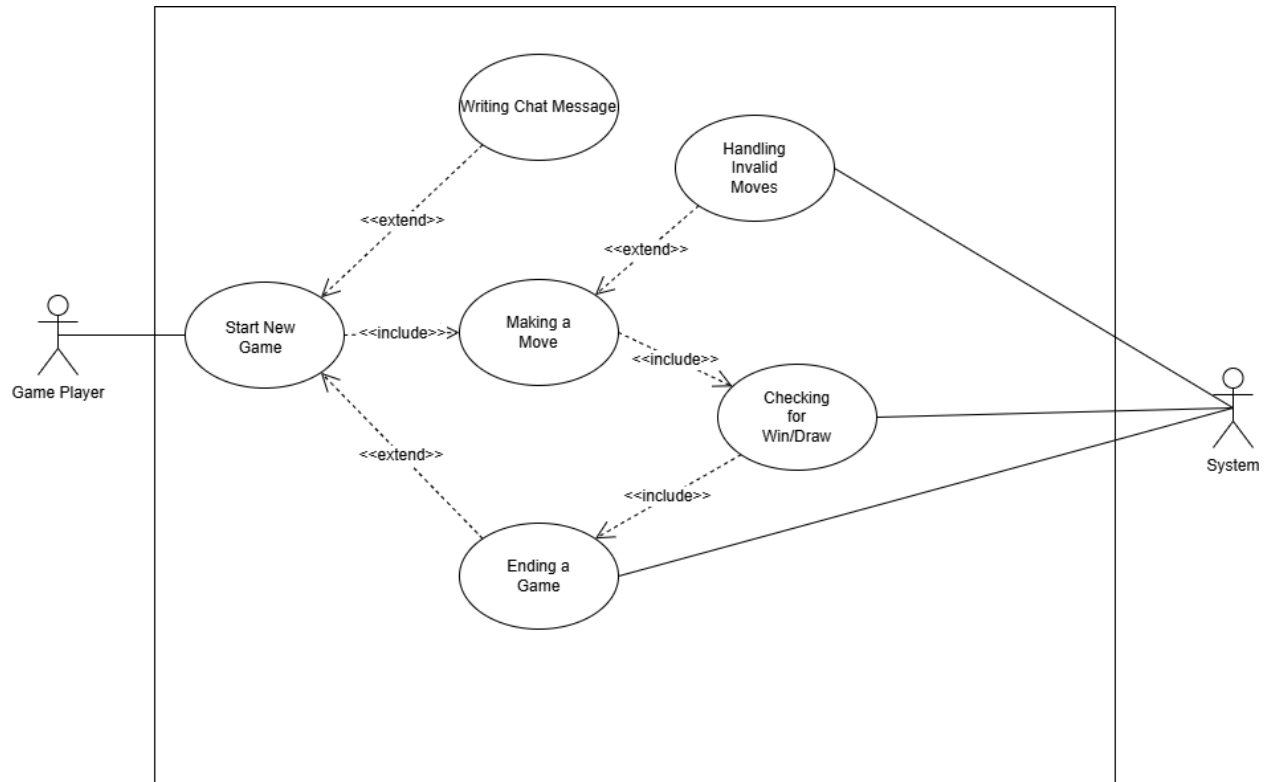 Writing Chat Message
Handling
Invalid
Moves
<<extend>>
<<extend>>
Start New
Game
<<include>>
Making a
Move
<<include>>
Game Player
Checking
for
Win/Draw
<<extend>>
System
<<include>>
Ending a
Game